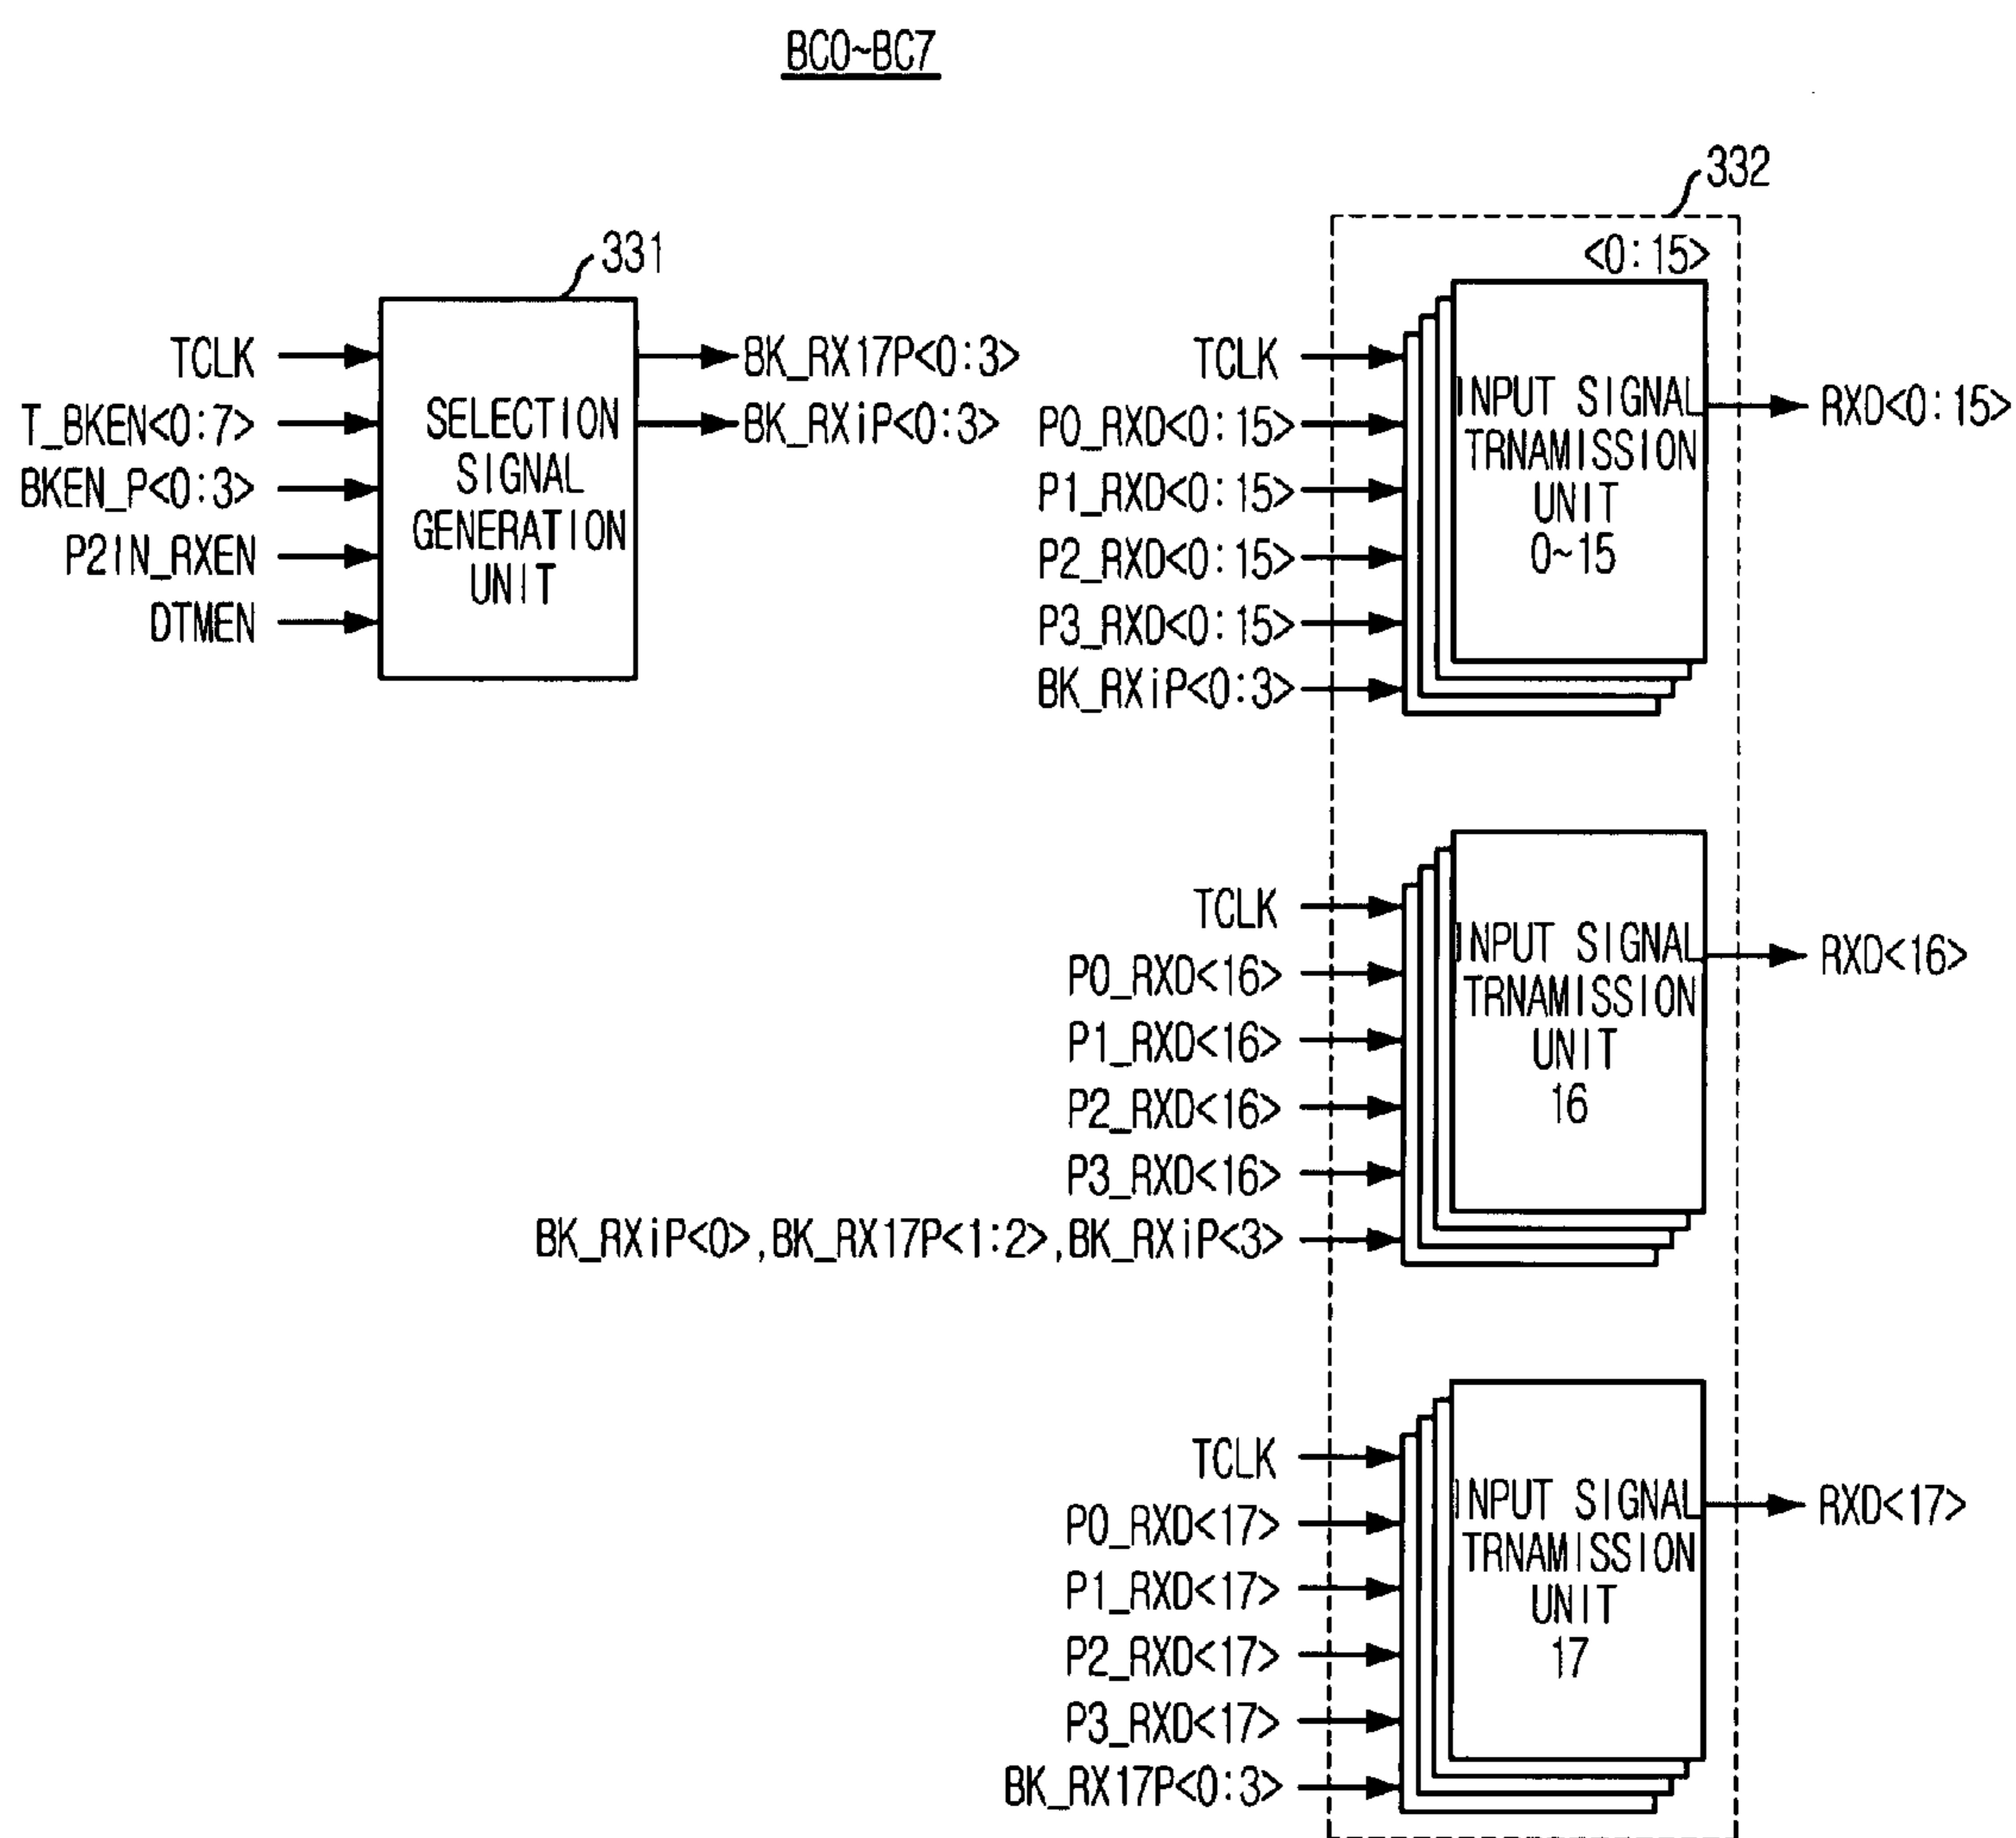 BC0~BC7
331
TCLK
T_BKEN<0:7>
BKEN_P<0:3>
P2IN_RXEN
DTMEN
SELECTION
SIGNAL
GENERATION
UNIT
BK_RX17P<0:3>
BK_RXiP<0:3>
332
<0:15>
TCLK
P0_RXD<0:15>
P1_RXD<0:15>
P2_RXD<0:15>
P3_RXD<0:15>
BK_RXiP<0:3>
INPUT SIGNAL
TRNAMISSION
UNIT
0~15
RXD<0:15>
TCLK
P0_RXD<16>
P1_RXD<16>
P2_RXD<16>
P3_RXD<16>
BK_RXiP<0>,BK_RX17P<1:2>,BK_RXiP<3>
INPUT SIGNAL
TRNAMISSION
UNIT
16
RXD<16>
TCLK
P0_RXD<17>
P1_RXD<17>
P2_RXD<17>
P3_RXD<17>
BK_RX17P<0:3>
INPUT SIGNAL
TRNAMISSION
UNIT
17
RXD<17>